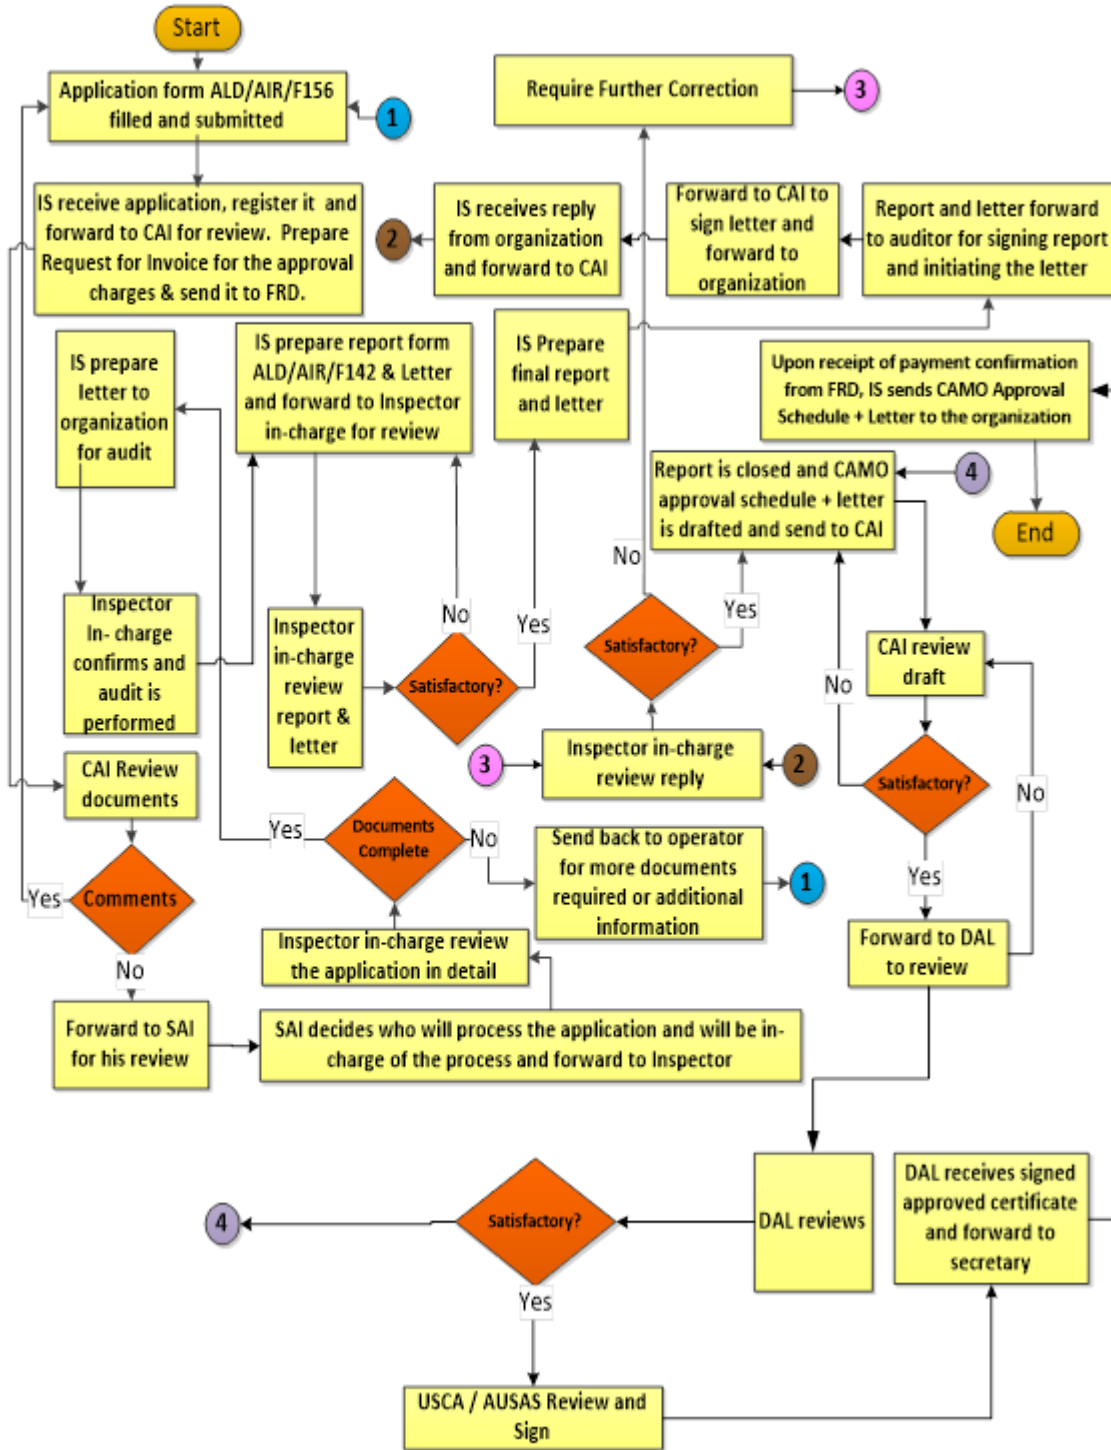 Start
Application form ALD/AIR/F156
filled and submitted
1
Require Further Correction
3
IS receive application, register it and
forward to CAI for review. Prepare
Request for Invoice for the approval
charges & send it to FRD.
2
IS receives reply
from organization
and forward to CAI
Forward to CAI to
sign letter and
forward to
organization
Report and letter forward
to auditor for signing report
and initiating the letter
IS prepare
letter to
organization
for audit
IS prepare report form
ALD/AIR/F142 & Letter
and forward to Inspector
in-charge for review
IS Prepare
final report
and letter
Upon receipt of payment confirmation
from FRD, IS sends CAMO Approval
Schedule + Letter to the organization
Report is closed and CAMO
approval schedule + letter
is drafted and send to CAI
4
End
No
Inspector
In- charge
confirms and
audit is
performed
Inspector
in-charge
review
report &
letter
No
Satisfactory?
Yes
Satisfactory?
Yes
CAI review
draft
No
3
Inspector in-charge
review reply
2
Satisfactory?
No
CAI Review
documents
Yes
Documents
Complete
No
Send back to operator
for more documents
required or additional
information
1
Yes
Yes
Comments
Inspector in-charge review
the application in detail
Forward to DAL
to review
No
Forward to SAI
for his review
SAI decides who will process the application and will be in-
charge of the process and forward to Inspector
4
Satisfactory?
DAL reviews
DAL receives signed
approved certificate
and forward to
secretary
Yes
USCA / AUSAS Review and
Sign